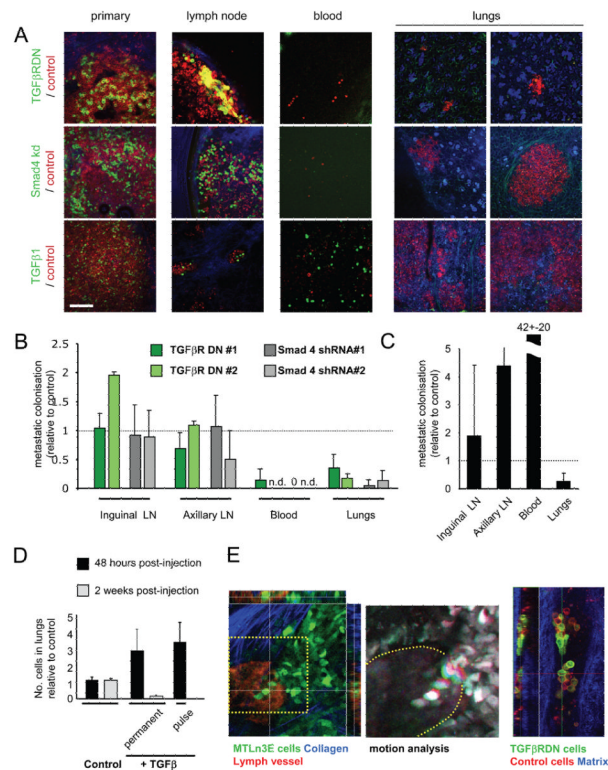 primary lymph node blood lungs
A
TGFβRDN
/ control
Smad4 kd
/ control
TGFβ1
/ control
B
metastatic colonisation
(relative to control)
2.5
2
1.5
1
0.5
0
TGFβR DN #1
TGFβR DN #2
Smad 4 shRNA#1
Smad 4 shRNA#2
n.d. 0 n.d.
Inguinal LN Axillary LN Blood Lungs
C
42+-20
metastatic colonisation
(relative to control)
5
4
3
2
1
0
Inguinal LN
Axillary LN
Blood
Lungs
D
48 hours post-injection
2 weeks post-injection
No. cells in lungs
relative to control
5
4
3
2
1
0
permanent
pulse
Control + TGFβ
E
MTLn3E cells Collagen
Lymph vessel
motion analysis
TGFβRDN cells
Control cells Matrix